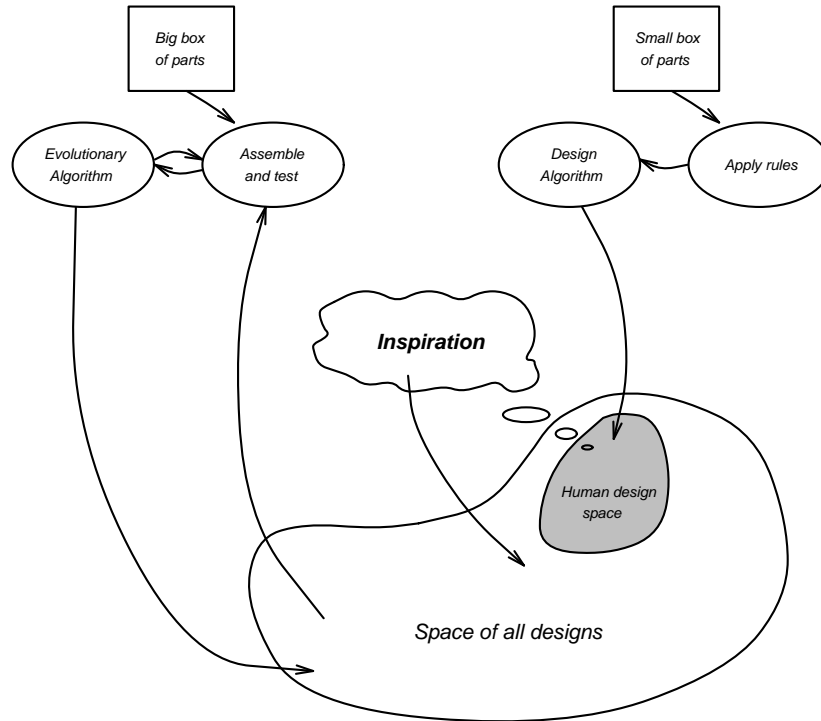 Big box
of parts
Small box
of parts
Evolutionary
Algorithm
Assemble
and test
Design
Algorithm
Apply rules
Inspiration
Human design
space
Space of all designs